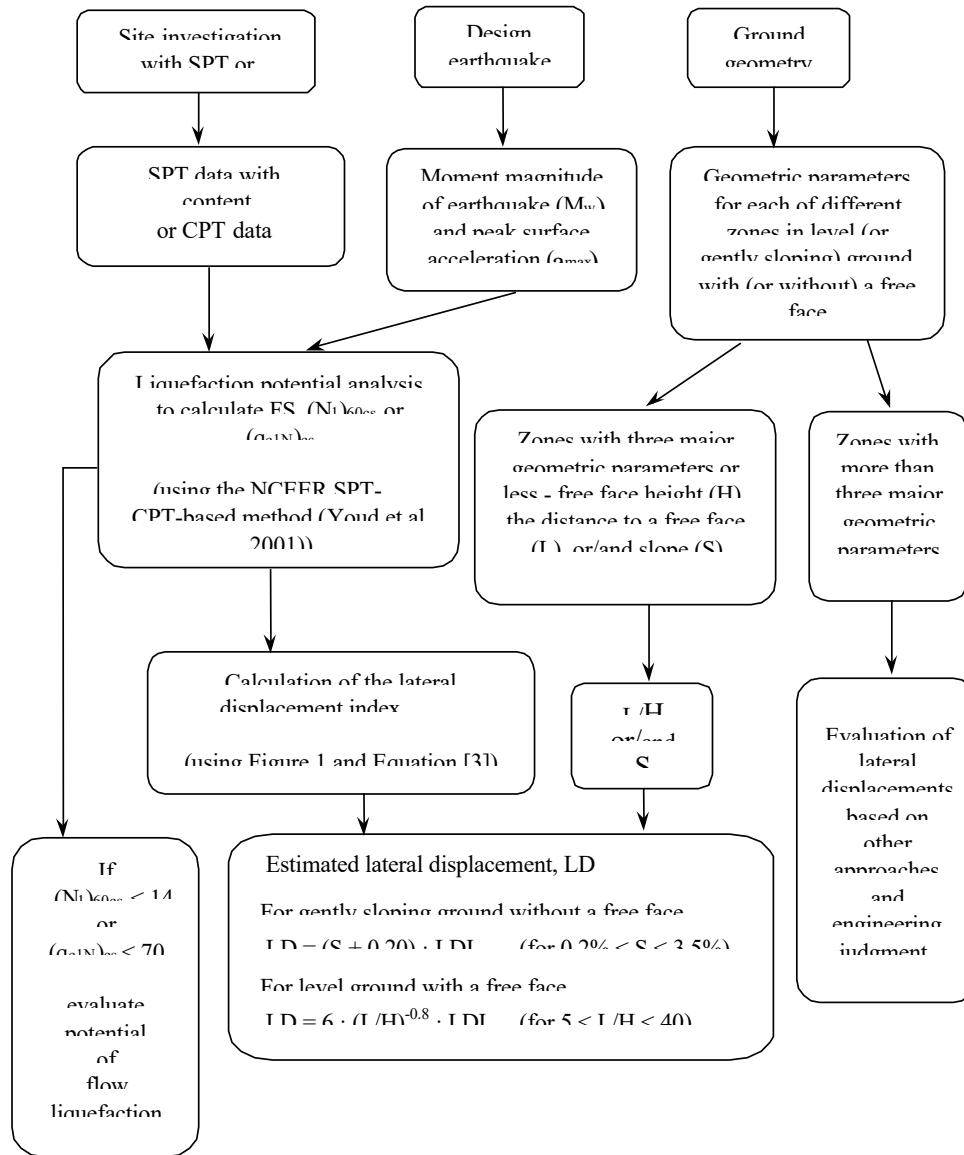 Site investigation
with SPT or
Design
earthquake
Ground
geometry
SPT data with
content
or CPT data
Moment magnitude
of earthquake (Mw)
and peak surface
acceleration (amax)
Geometric parameters
for each of different
zones in level (or
gently sloping) ground
with (or without) a free
face
Liquefaction potential analysis
to calculate FS, (N1)60cs or
(qc1N)cs
(using the NCEER SPT-
CPT-based method (Youd et al
2001))
Zones with three major
geometric parameters or
less - free face height (H),
the distance to a free face
(L), or/and slope (S)
Zones with
more than
three major
geometric
parameters
Calculation of the lateral
displacement index
(using Figure 1 and Equation [3])
L/H
or/and
S
Evaluation of
lateral
displacements
based on
other
approaches
and
engineering
judgment
If
(N1)60cs < 14
or
(qc1N)cs < 70
evaluate
potential
of
flow
liquefaction
Estimated lateral displacement, LD
For gently sloping ground without a free face
LD = (S + 0.20) · LDI (for 0.2% < S < 3.5%)
For level ground with a free face
LD = 6 · (L/H)-0.8 · LDI (for 5 < L/H < 40)